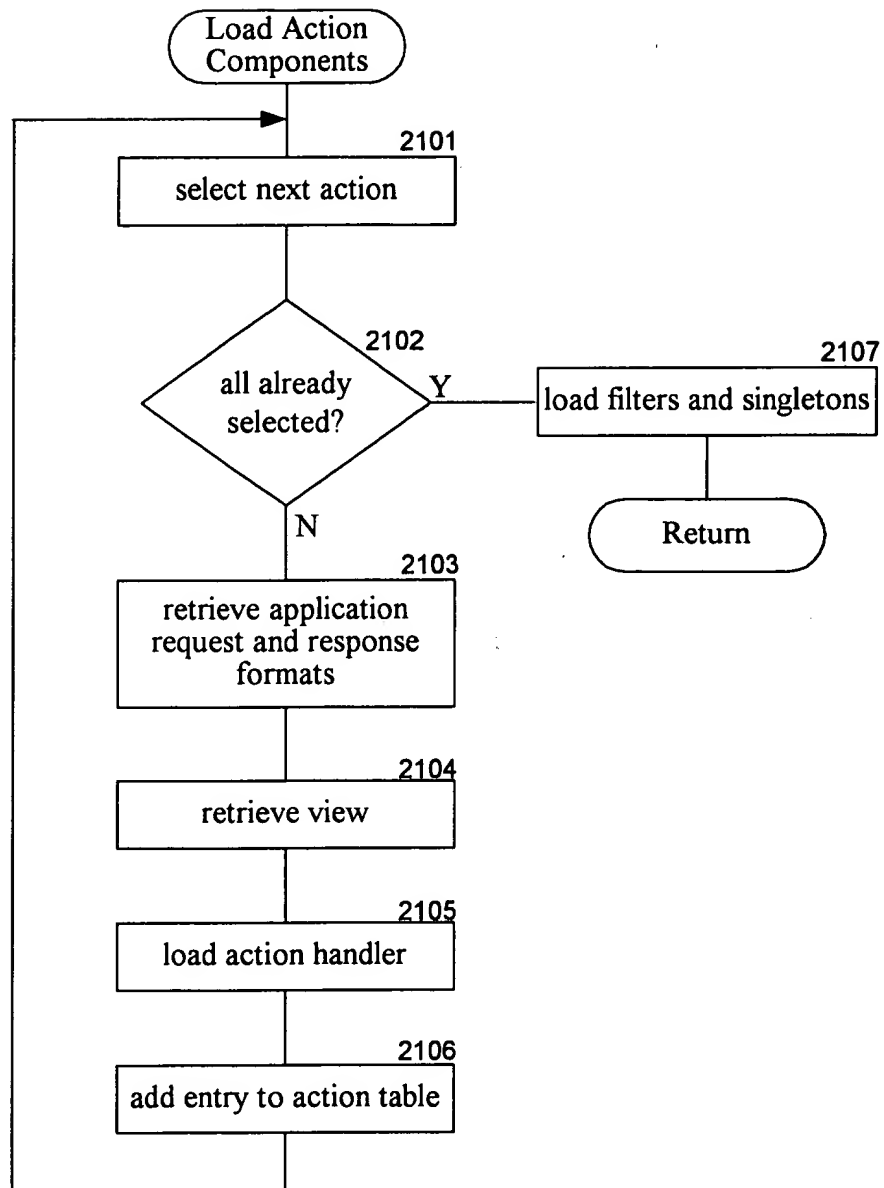 Load Action
Components
2101
select next action
2102
all already
selected?
Y
2107
load filters and singletons
Return
N
2103
retrieve application
request and response
formats
2104
retrieve view
2105
load action handler
2106
add entry to action table